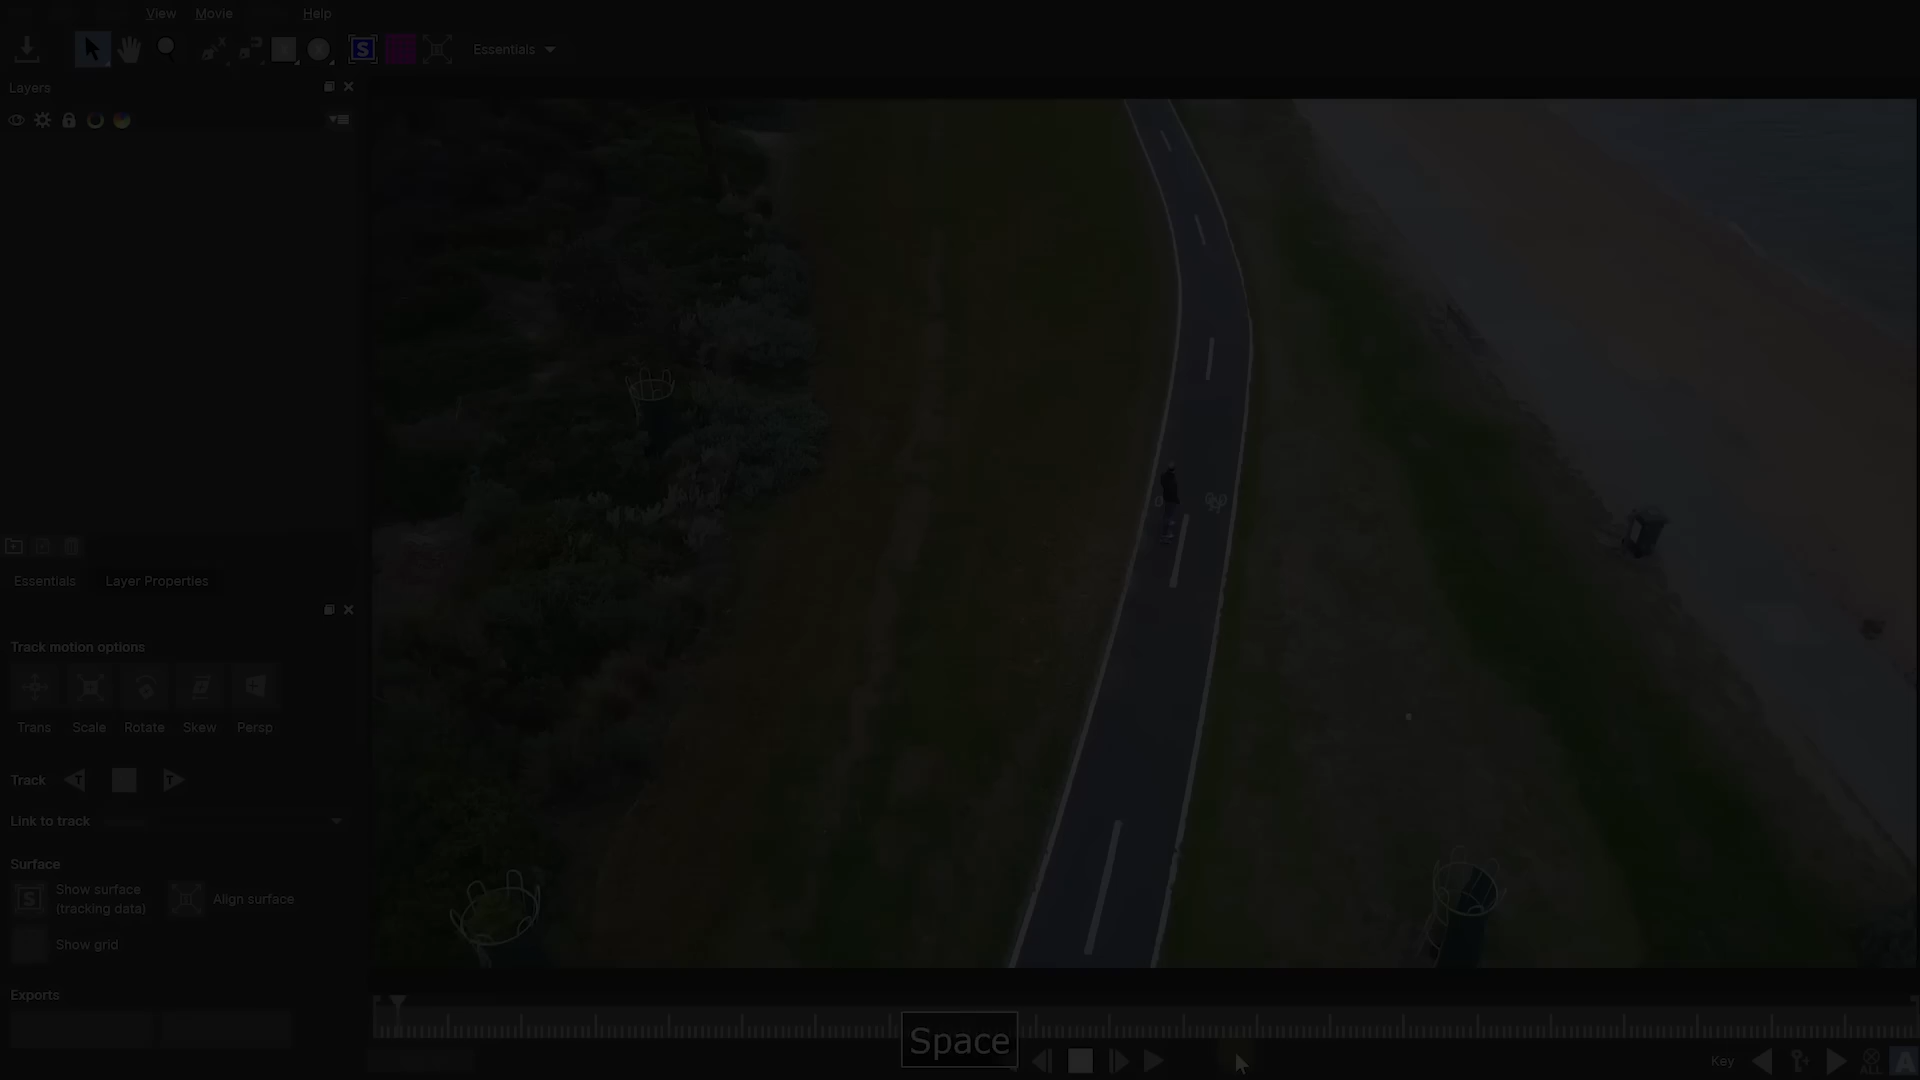 View Movie Help
S Essentials
Layers
Essentials Layer Properties
Track motion options
Trans Scale Rotate Skew Persp
Track T T
Link to track
Surface
S Show surface
(tracking data)
Align surface
Show grid
Exports
Space
Key ALL A